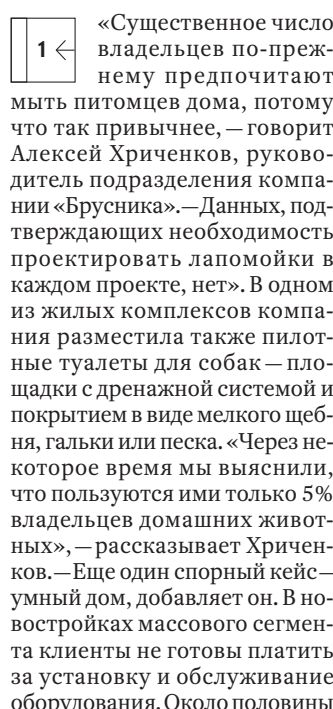 1 ←
«Существенное число
владельцев по-преж-
нему предпочитают
мыть питомцев дома, потому
что так привычнее, — говорит
Алексей Хриченков, руково-
дитель подразделения компа-
нии «Брусника».—Данных, под-
тверждающих необходимость
проектировать лапомойки в
каждом проекте, нет». В одном
из жилых комплексов компа-
ния разместила также пилот-
ные туалеты для собак — пло-
щадки с дренажной системой и
покрытием в виде мелкого щеб-
ня, гальки или песка. «Через не-
которое время мы выяснили,
что пользуются ими только 5%
владельцев домашних живот-
ных», — рассказывает Хричен-
ков.—Еще один спорный кейс—
умный дом, добавляет он. В но-
востройках массового сегмен-
та клиенты не готовы платить
за установку и обслуживание
оборудования. Около половины